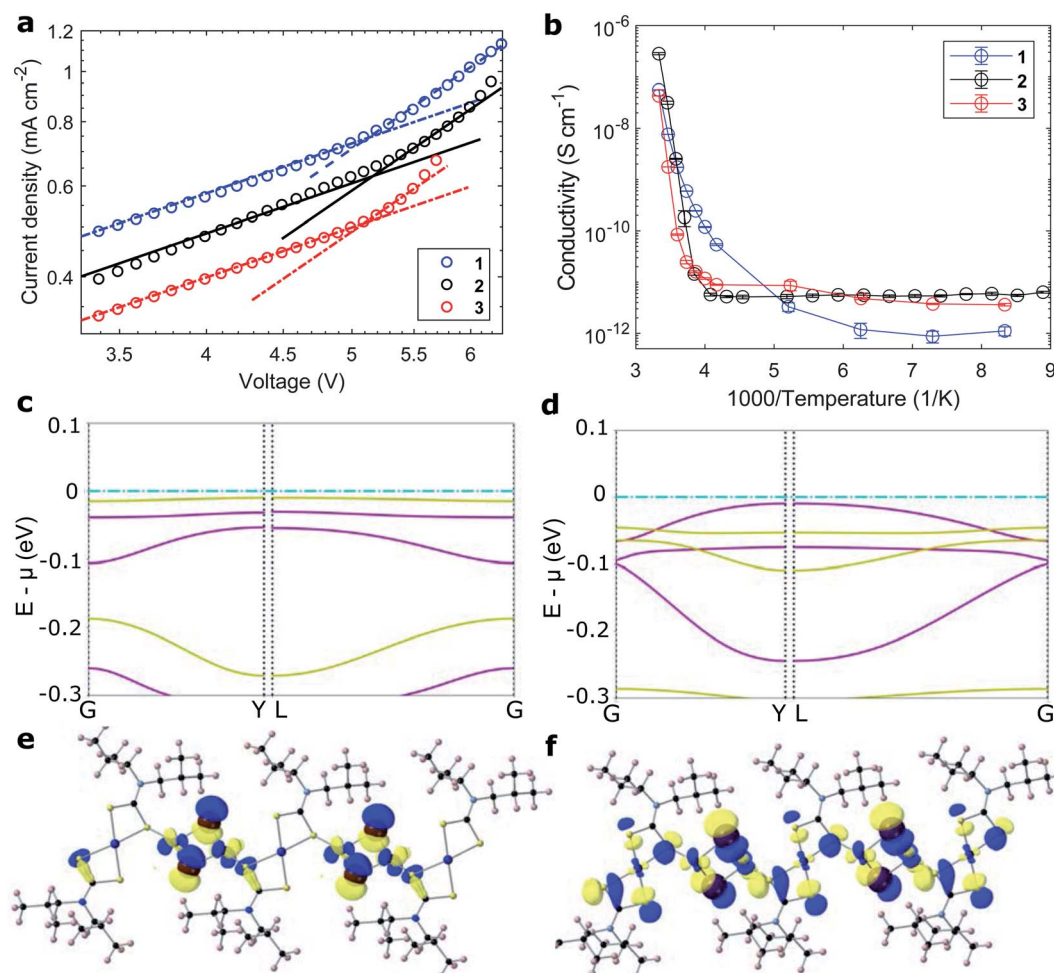 a
1.2
1
0.8
0.6
0.4
3.5
4
4.5
5
5.5
6
Current density (mA cm⁻²)
Voltage (V)
1
2
3
b
10⁻⁶
10⁻⁸
10⁻¹⁰
10⁻¹²
3
4
5
6
7
8
9
Conductivity (S cm⁻¹)
1000/Temperature (1/K)
1
2
3
c
0.1
0
-0.1
-0.2
-0.3
E - μ (eV)
G
Y L
G
d
0.1
0
-0.1
-0.2
-0.3
E - μ (eV)
G
Y L
G
e
f